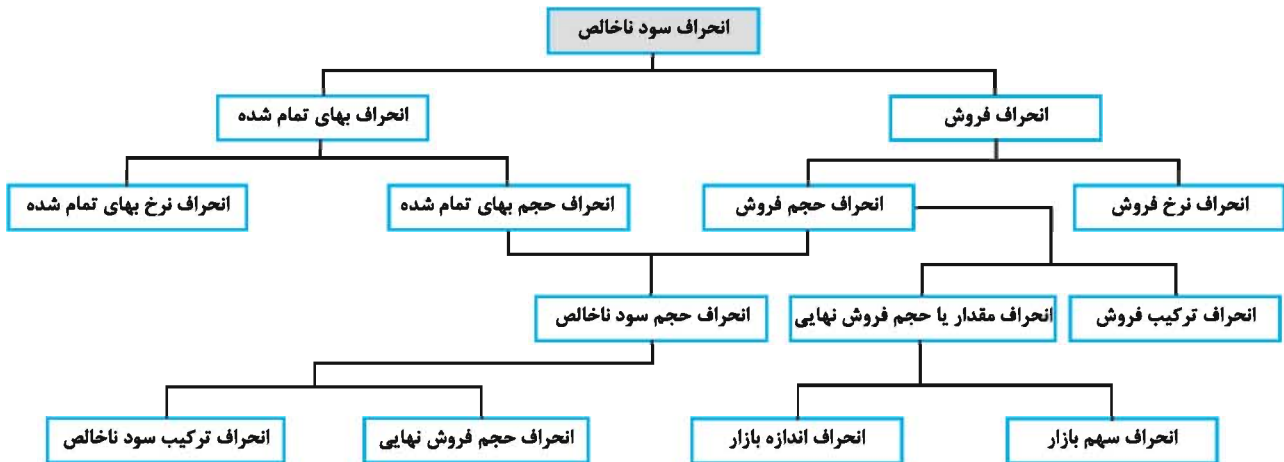 انحراف سود ناخالص
انحراف فروش
انحراف بهای تمام شده
انحراف نرخ فروش
انحراف حجم فروش
انحراف حجم بهای تمام شده
انحراف نرخ بهای تمام شده
انحراف ترکیب فروش
انحراف مقدار یا حجم فروش نهایی
انحراف حجم سود ناخالص
انحراف سهم بازار
انحراف اندازه بازار
انحراف حجم فروش نهایی
انحراف ترکیب سود ناخالص